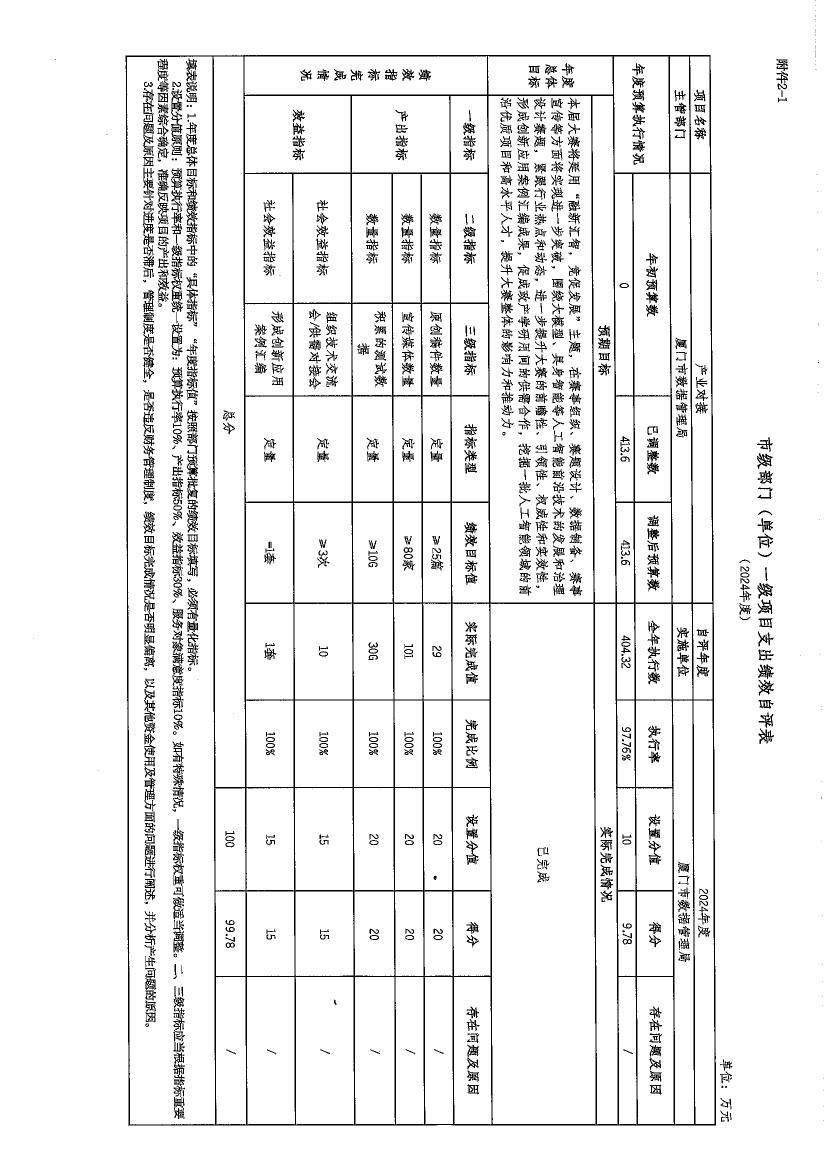 附件2-1
市级部门（单位）一级项目支出绩效自评表
（2024年度）
单位：万元
项目名称 产业对接 自评年度 2024年度
主管部门 厦门市数据管理局 实施单位 厦门市数据管理局
年度预算执行情况 年初预算数 已调整数 调整后预算数 全年执行数 执行率 设置分值 得分 存在问题及原因
0 413.6 413.6 404.32 97.76% 10 9.78 /
年度总体目标 预期目标 实际完成情况
本届大赛将延用“融新汇智，竞促发展”主题，在赛事组织、赛题设计、数据制备、赛事
宣传等方面将实现进一步突破，围绕大模型、具身智能等人工智能前沿技术的发展和治理
设计赛题，紧跟行业热点和动态，进一步提升大赛的前瞻性、引领性、权威性和实效性，
形成创新应用案例汇编成果，促成政产学研用间的供需合作，挖掘一批人工智能领域的前
沿优质项目和高水平人才，提升大赛整体的影响力和推动力。
已完成
绩效指标完成情况
一级指标 二级指标 三级指标 指标类型 绩效目标值 实际完成值 完成比例 设置分值 得分 存在问题及原因
产出指标 数量指标 原创稿件数量 定量 ≥25篇 29 100% 20 20 /
数量指标 宣传媒体数量 定量 ≥80家 101 100% 20 20 /
数量指标 积累的测试数据 定量 ≥10G 30G 100% 20 20 /
效益指标 社会效益指标 组织技术交流会/供需对接会 定量 ≥3次 10 100% 15 15 /
社会效益指标 形成创新应用案例汇编 定量 =1套 1套 100% 15 15 /
总分 100 99.78 /
填表说明：1.年度总体目标和绩效指标中的“具体指标”“年度指标值”按照部门预算批复的绩效目标填写，必须有量化指标。
2.设置分值原则：预算执行率和一级指标权重统一设置为：预算执行率10%、产出指标50%、效益指标30%、服务对象满意度指标10%。如有特殊情况，一级指标权重可做适当调整。二、三级指标应当根据指标重要
程度等因素综合确定，准确反映项目的产出和效益。
3.存在问题及原因主要针对进度是否滞后，管理制度是否健全，是否违反财务管理制度，绩效目标完成情况是否明显偏离，以及其他资金使用及管理方面的问题进行阐述，并分析产生问题的原因。